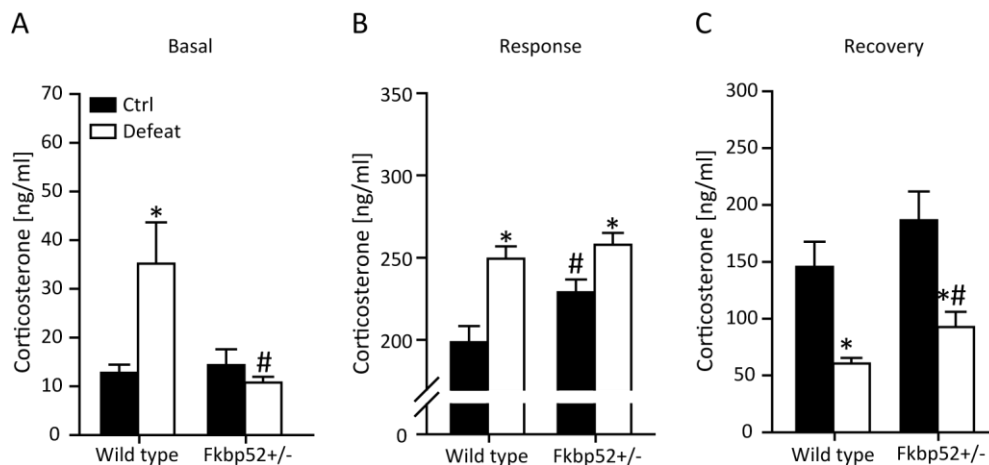 A
Basal
Corticosterone [ng/ml]
70
60
50
40
30
20
10
0
Ctrl
Defeat
*
#
Wild type
Fkbp52+/-
B
Response
Corticosterone [ng/ml]
350
300
250
200
0
*
#
*
Wild type
Fkbp52+/-
C
Recovery
Corticosterone [ng/ml]
300
250
200
150
100
50
0
*
*#
Wild type
Fkbp52+/-